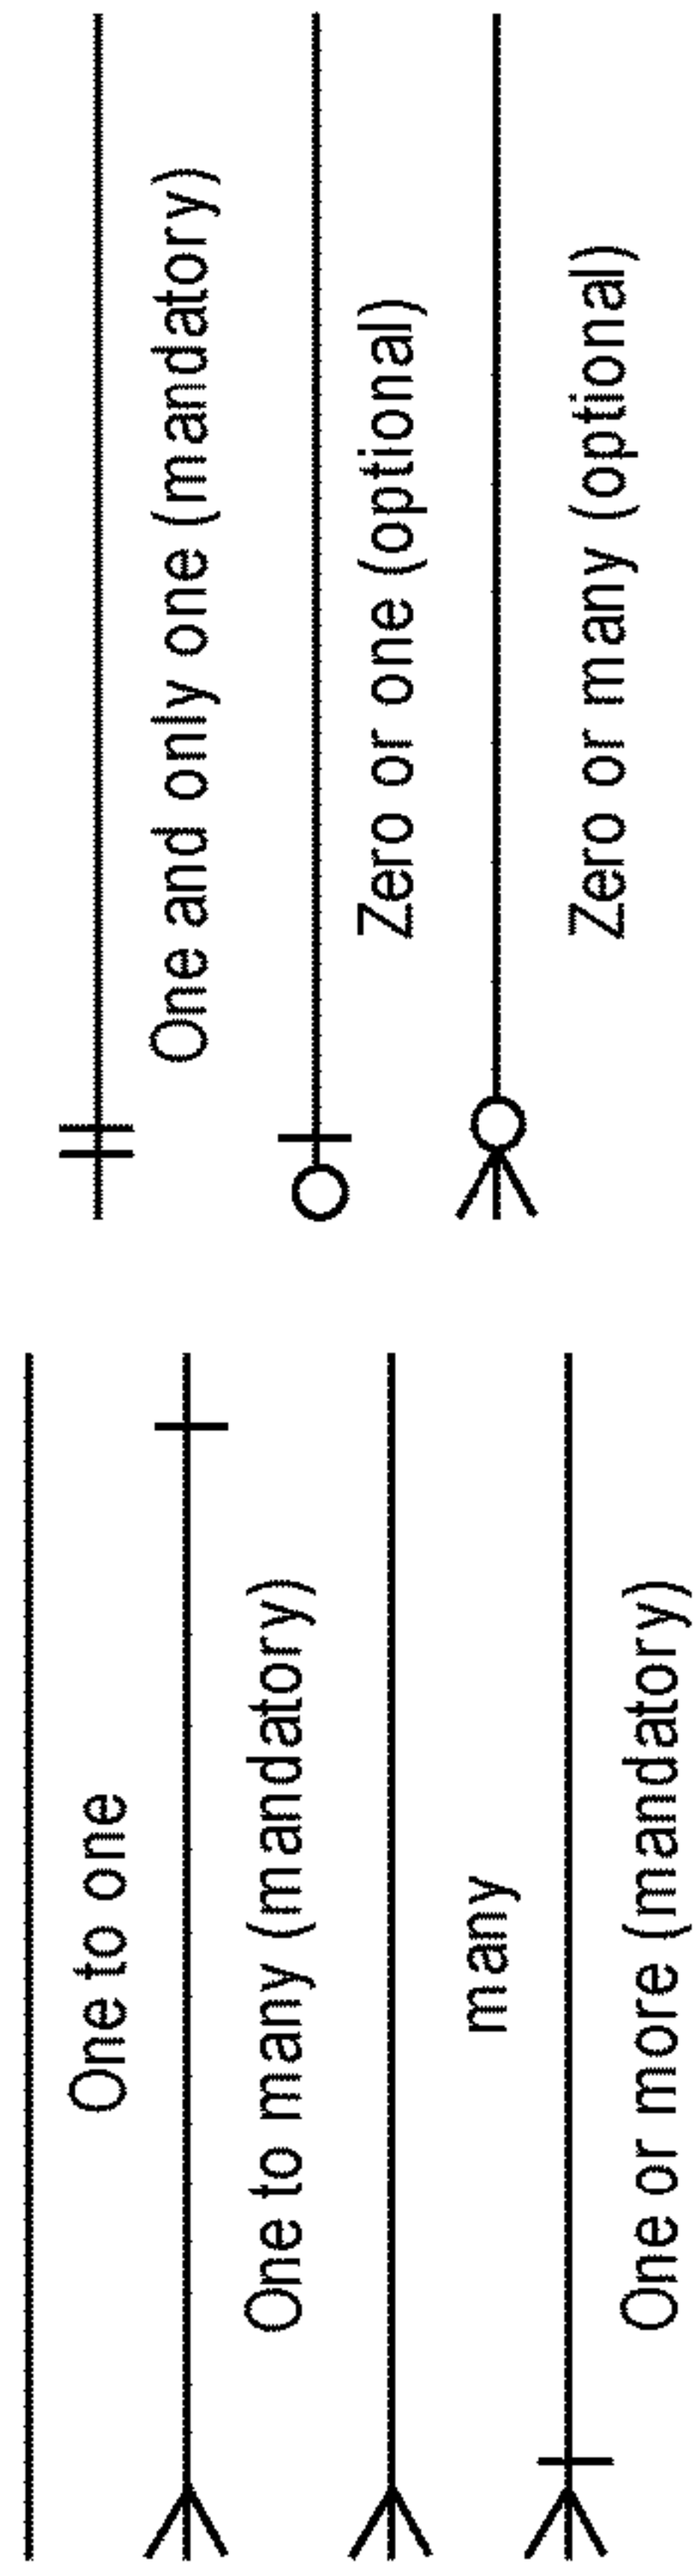 One to one
One to many (mandatory)
many
One or more (mandatory)
One and only one (mandatory)
Zero or one (optional)
Zero or many (optional)